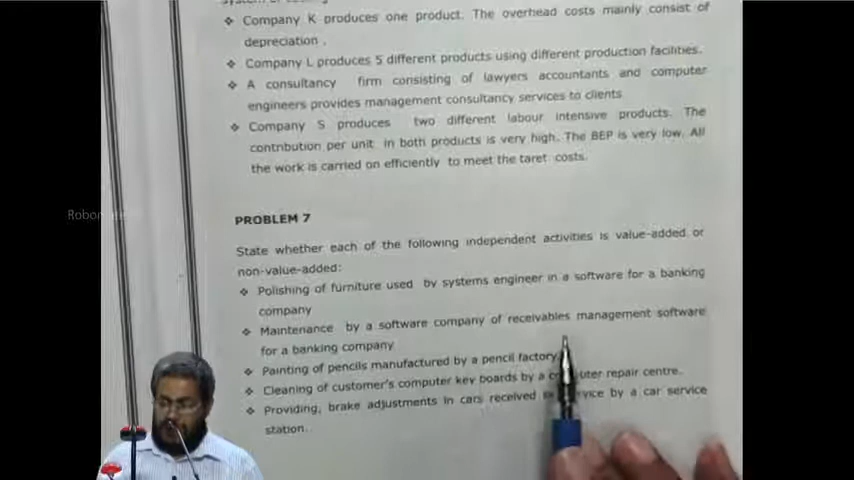 Company K produces one product. The overhead costs mainly consist of
depreciation .
Company L produces 5 different products using different production facilities.
A consultancy firm consisting of lawyers accountants and computer
engineers provides management consultancy services to clients
Company S produces two different labour intensive products. The
contribution per unit in both products is very high. The BEP is very low. All
the work is carried on efficiently to meet the taret costs.
PROBLEM 7
State whether each of the following independent activities is value-added or
non-value-added:
Polishing of furniture used by systems engineer in a software for a banking
company
Maintenance by a software company of receivables management software
for a banking company
Painting of pencils manufactured by a pencil factory.
Cleaning of customer's computer key boards by a repair centre.
Providing, brake adjustments in cars received by a car service
station.